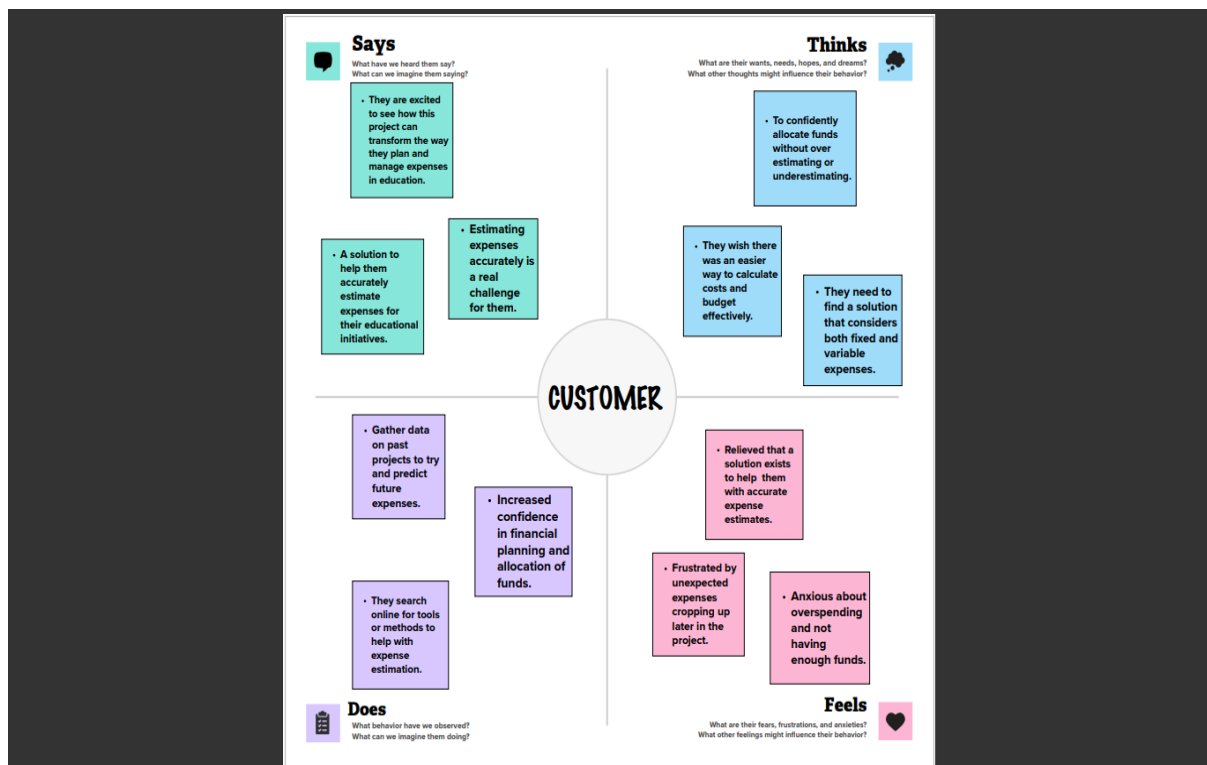 Says
What have we heard them say?
What can we imagine them saying?
• They are excited
to see how this
project can
transform the way
they plan and
manage expenses
in education.
• Estimating
expenses
accurately is
a real
challenge
for them.
• A solution to
help them
accurately
estimate
expenses for
their educational
initiatives.
Thinks
What are their wants, needs, hopes, and dreams?
What other thoughts might influence their behavior?
• To confidently
allocate funds
without over
estimating or
underestimating.
• They wish there
was an easier
way to calculate
costs and
budget
effectively.
• They need to
find a solution
that considers
both fixed and
variable
expenses.
CUSTOMER
• Gather data
on past
projects to try
and predict
future
expenses.
• Increased
confidence
in financial
planning and
allocation of
funds.
• They search
online for tools
or methods to
help with
expense
estimation.
Does
What behavior have we observed?
What can we imagine them doing?
• Relieved that a
solution exists
to help them
with accurate
expense
estimates.
• Frustrated by
unexpected
expenses
cropping up
later in the
project.
• Anxious about
overspending
and not
having
enough funds.
Feels
What are their fears, frustrations, and anxieties?
What other feelings might influence their behavior?